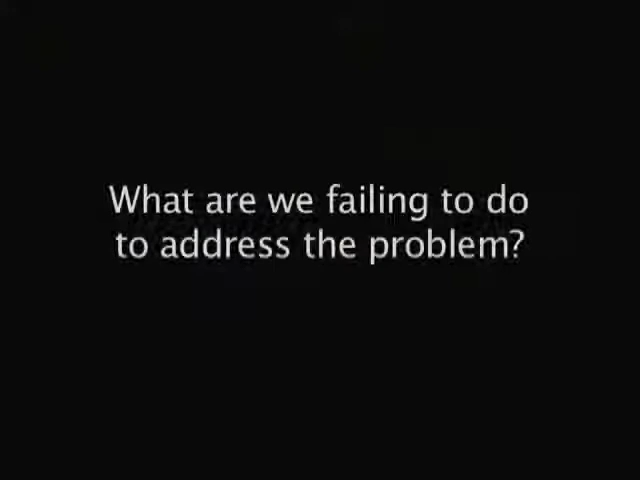 What are we failing to do
to address the problem?